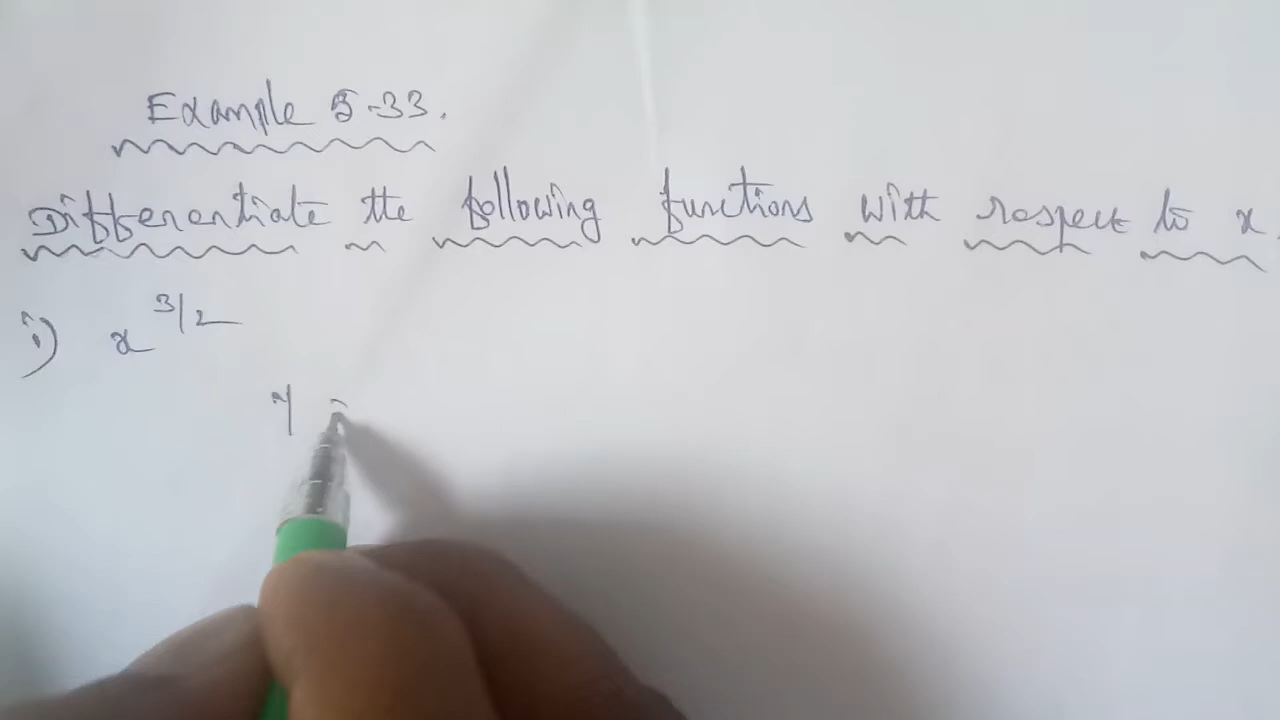 Example 5.33.
Differentiate the following functions with respect to x.
i) x^3/2
y =